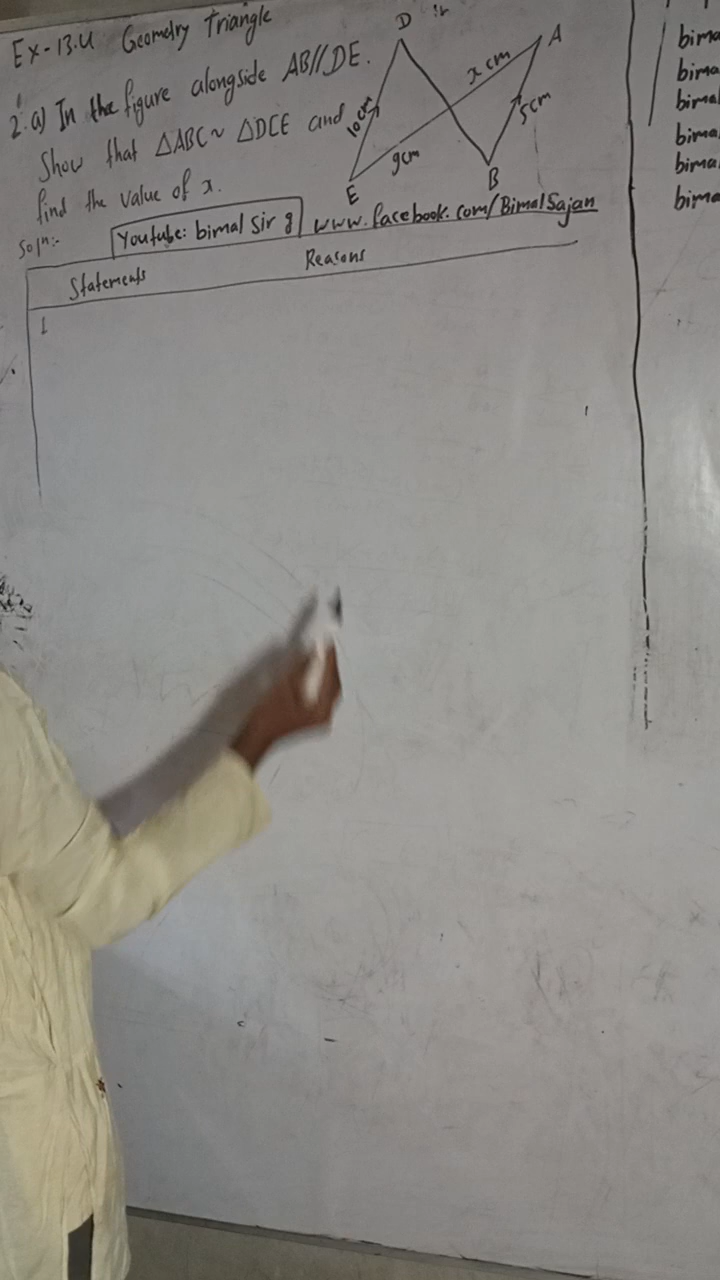 Ex-13.4 Geometry Triangle
2.a) In the figure alongside AB//DE.
Show that △ABC ~ △DCE and
find the value of x.
Soln:-
Youtube: bimal sir 8
www.facebook.com/BimalSajan
D
A
x cm
10cm
5cm
9cm
E
B
Statements
Reasons
1
bima
bima
bimal
bima
bima
bima